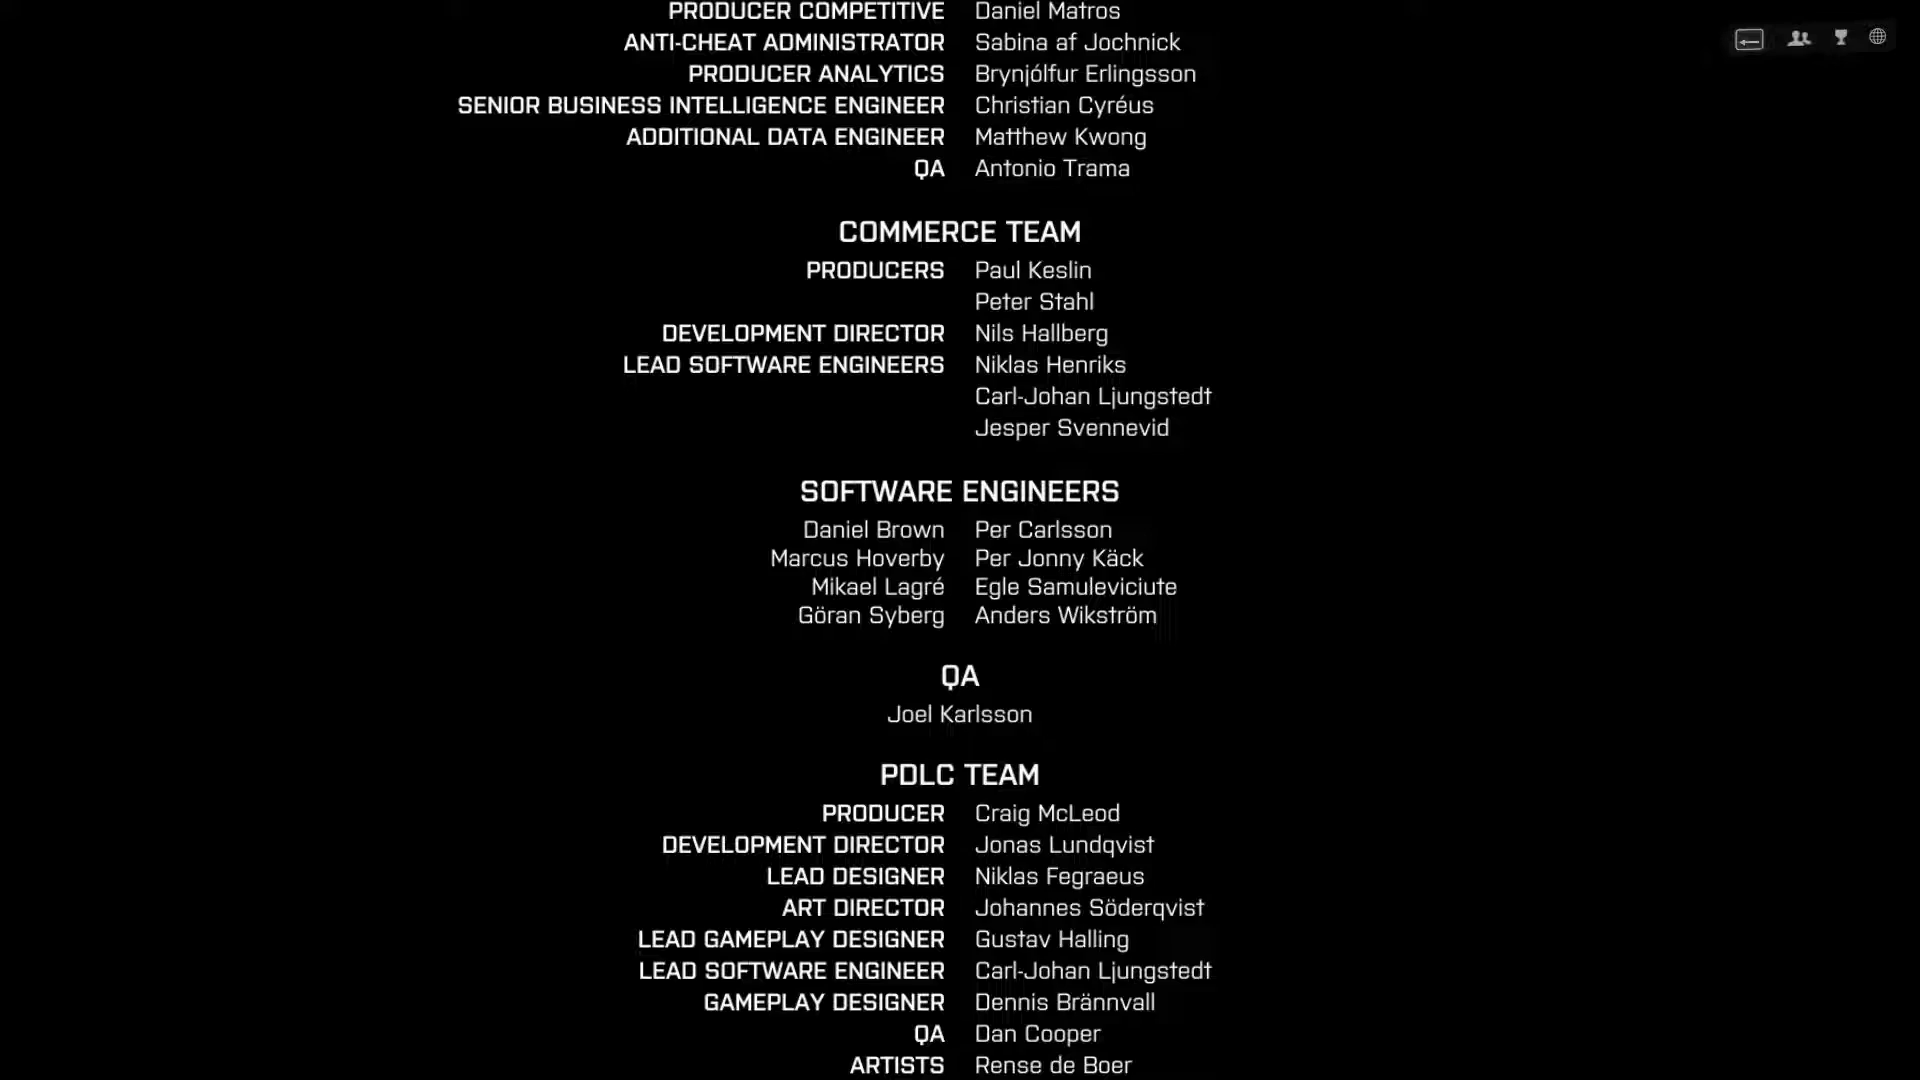 PRODUCER COMPETITIVE Daniel Matros
ANTI-CHEAT ADMINISTRATOR Sabina af Jochnick
PRODUCER ANALYTICS Brynjólfur Erlingsson
SENIOR BUSINESS INTELLIGENCE ENGINEER Christian Cyréus
ADDITIONAL DATA ENGINEER Matthew Kwong
QA Antonio Trama
COMMERCE TEAM
PRODUCERS Paul Keslin
Peter Stahl
DEVELOPMENT DIRECTOR Nils Hallberg
LEAD SOFTWARE ENGINEERS Niklas Henriks
Carl-Johan Ljungstedt
Jesper Svennevid
SOFTWARE ENGINEERS
Daniel Brown Per Carlsson
Marcus Hoverby Per Jonny Käck
Mikael Lagré Egle Samuleviciute
Göran Syberg Anders Wikström
QA
Joel Karlsson
PDLC TEAM
PRODUCER Craig McLeod
DEVELOPMENT DIRECTOR Jonas Lundqvist
LEAD DESIGNER Niklas Fegraeus
ART DIRECTOR Johannes Söderqvist
LEAD GAMEPLAY DESIGNER Gustav Halling
LEAD SOFTWARE ENGINEER Carl-Johan Ljungstedt
GAMEPLAY DESIGNER Dennis Brännvall
QA Dan Cooper
ARTISTS Rense de Boer